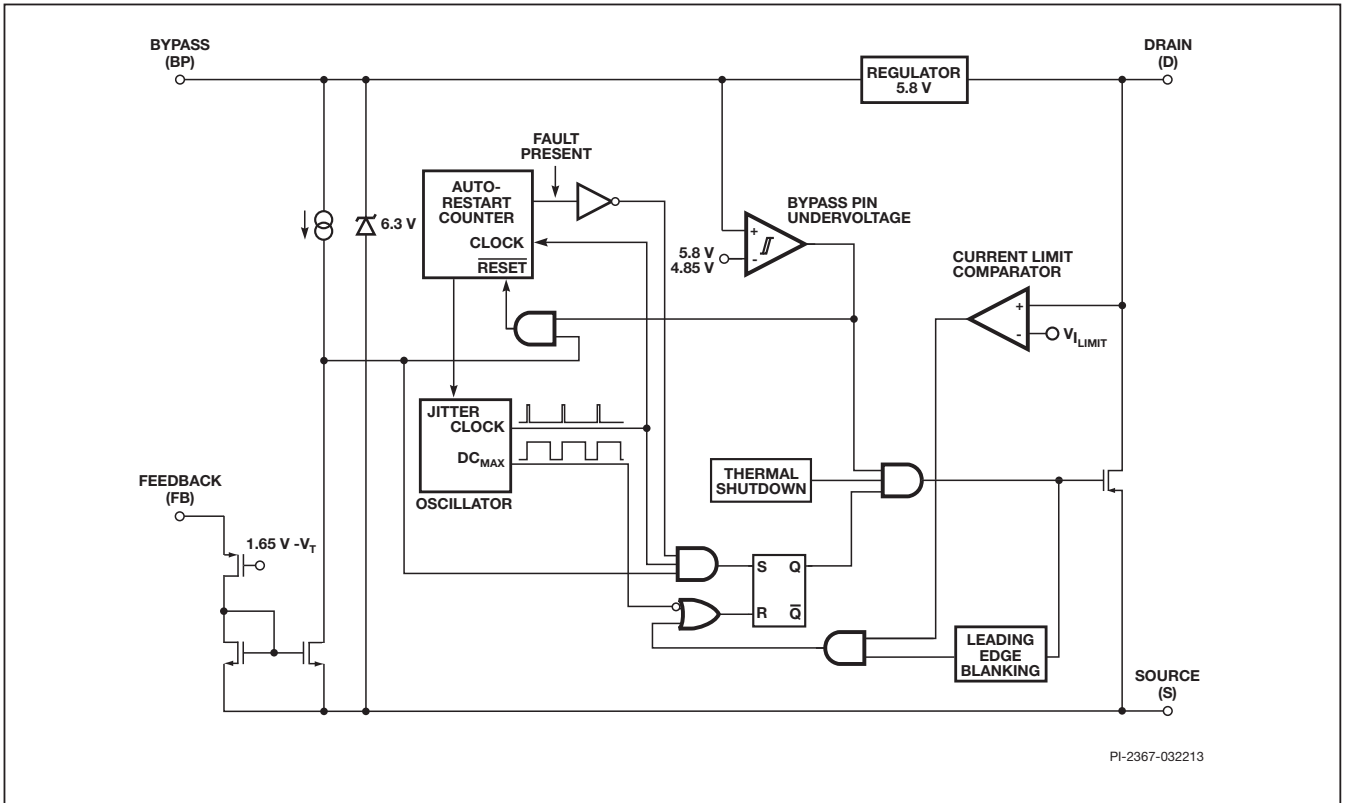 BYPASS
(BP)
DRAIN
(D)
REGULATOR
5.8 V
FAULT
PRESENT
AUTO-
RESTART
COUNTER
CLOCK
RESET
6.3 V
BYPASS PIN
UNDERVOLTAGE
+
-
5.8 V
4.85 V
CURRENT LIMIT
COMPARATOR
+
-
VILIMIT
JITTER
CLOCK
DCMAX
OSCILLATOR
THERMAL
SHUTDOWN
FEEDBACK
(FB)
1.65 V -VT
S Q
R Q
LEADING
EDGE
BLANKING
SOURCE
(S)
PI-2367-032213